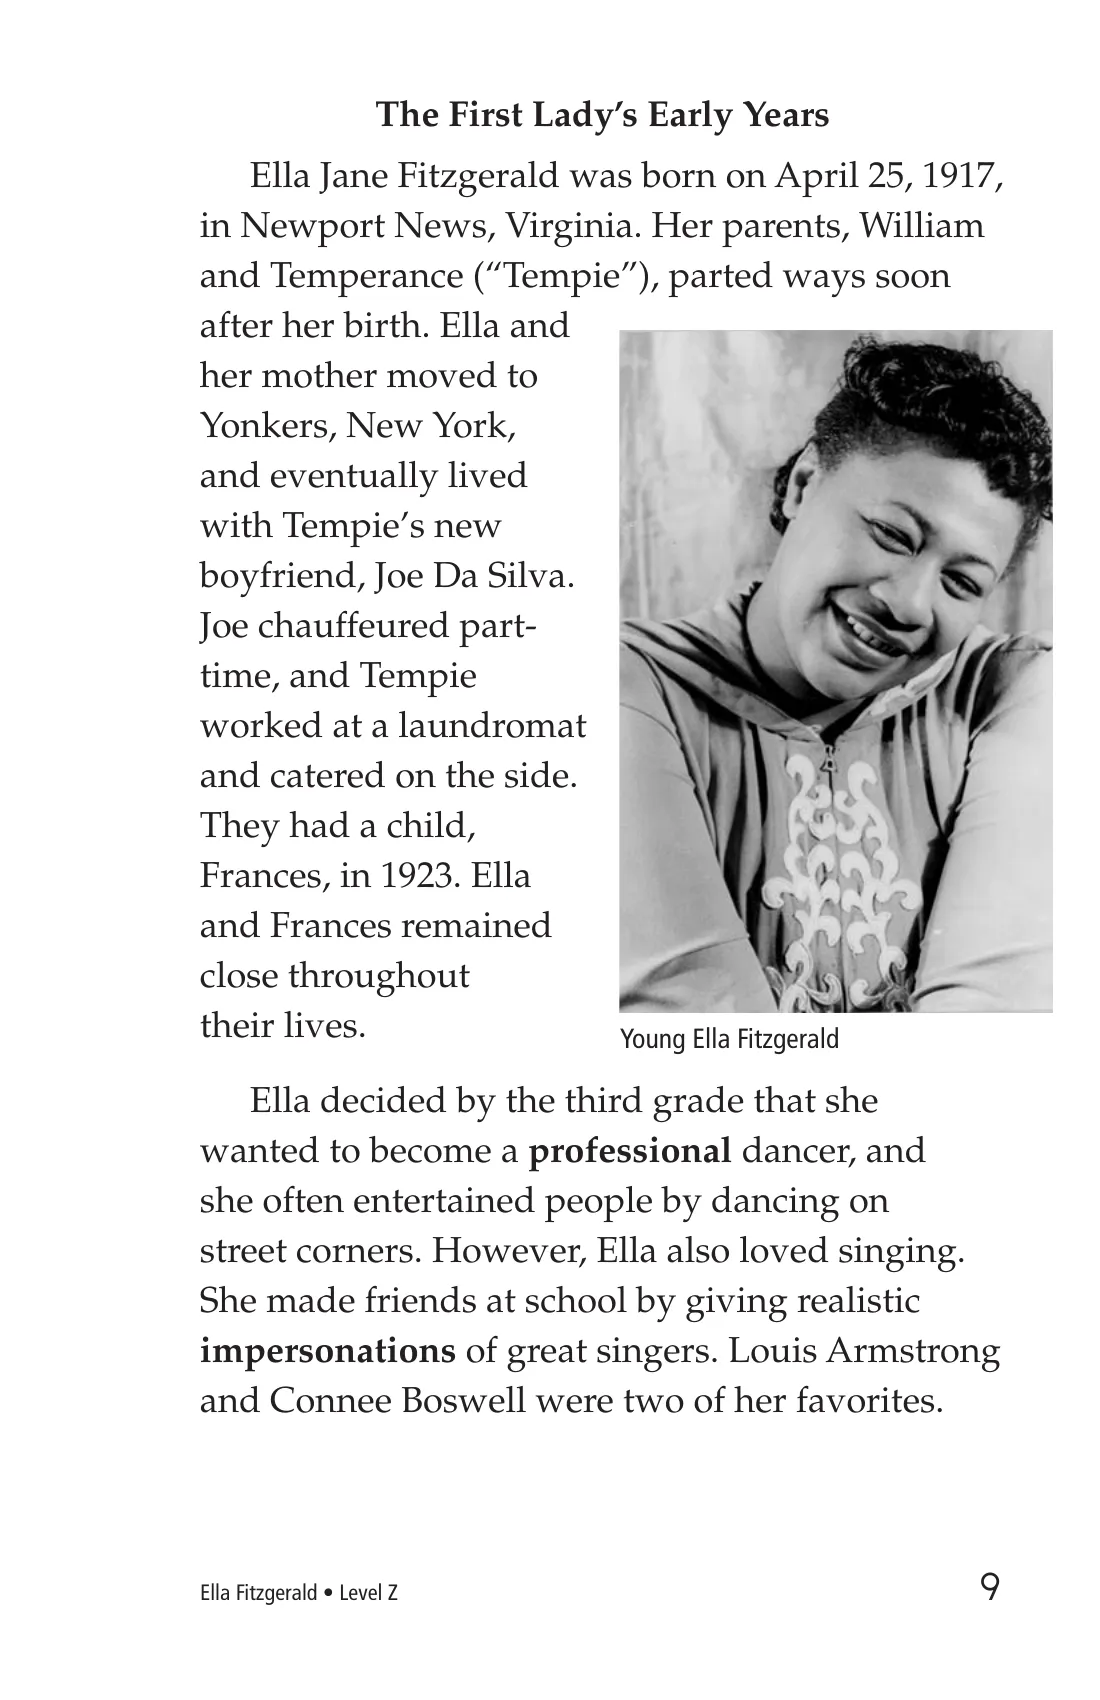 The First Lady’s Early Years
Ella Jane Fitzgerald was born on April 25, 1917,
in Newport News, Virginia. Her parents, William
and Temperance (“Tempie”), parted ways soon
after her birth. Ella and
her mother moved to
Yonkers, New York,
and eventually lived
with Tempie’s new
boyfriend, Joe Da Silva.
Joe chauffeured part-
time, and Tempie
worked at a laundromat
and catered on the side.
They had a child,
Frances, in 1923. Ella
and Frances remained
close throughout
their lives.
Young Ella Fitzgerald
Ella decided by the third grade that she
wanted to become a professional dancer, and
she often entertained people by dancing on
street corners. However, Ella also loved singing.
She made friends at school by giving realistic
impersonations of great singers. Louis Armstrong
and Connee Boswell were two of her favorites.
Ella Fitzgerald • Level Z
9